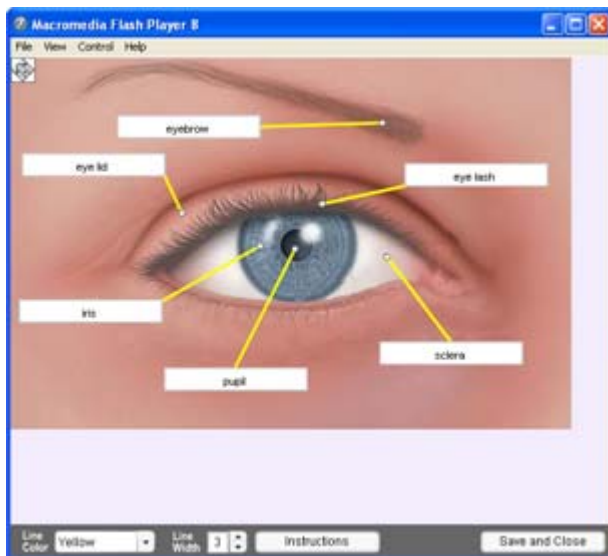 Macromedia Flash Player 8
File View Control Help
eyebrow
eye lid
eye lash
iris
sclera
pupil
Line Color Yellow Line Width 3 Instructions Save and Close